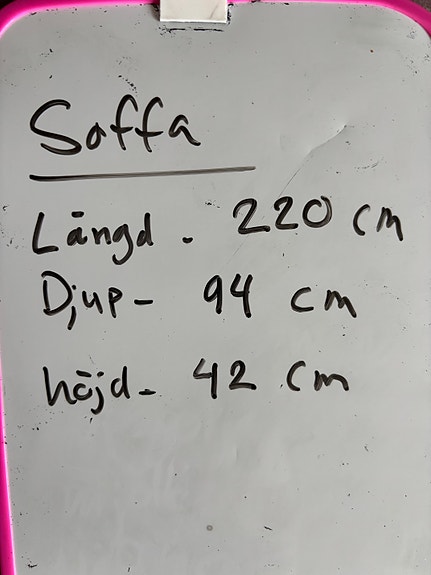 Soffa
Längd - 220 cm
Djup - 94 cm
höjd - 42 cm